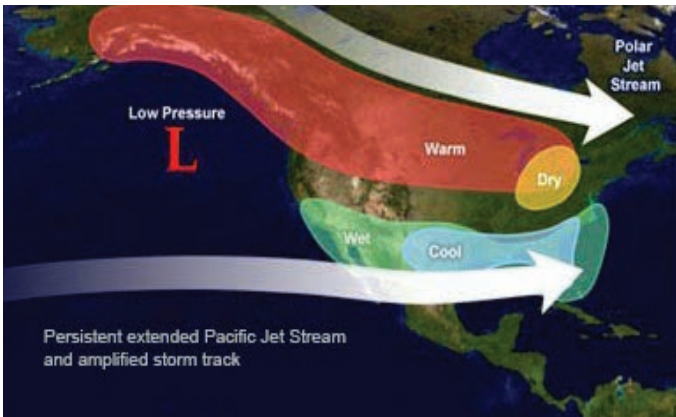 Polar
Jet
Stream
Low Pressure
L
Warm
Dry
Wet
Cool
Persistent extended Pacific Jet Stream
and amplified storm track